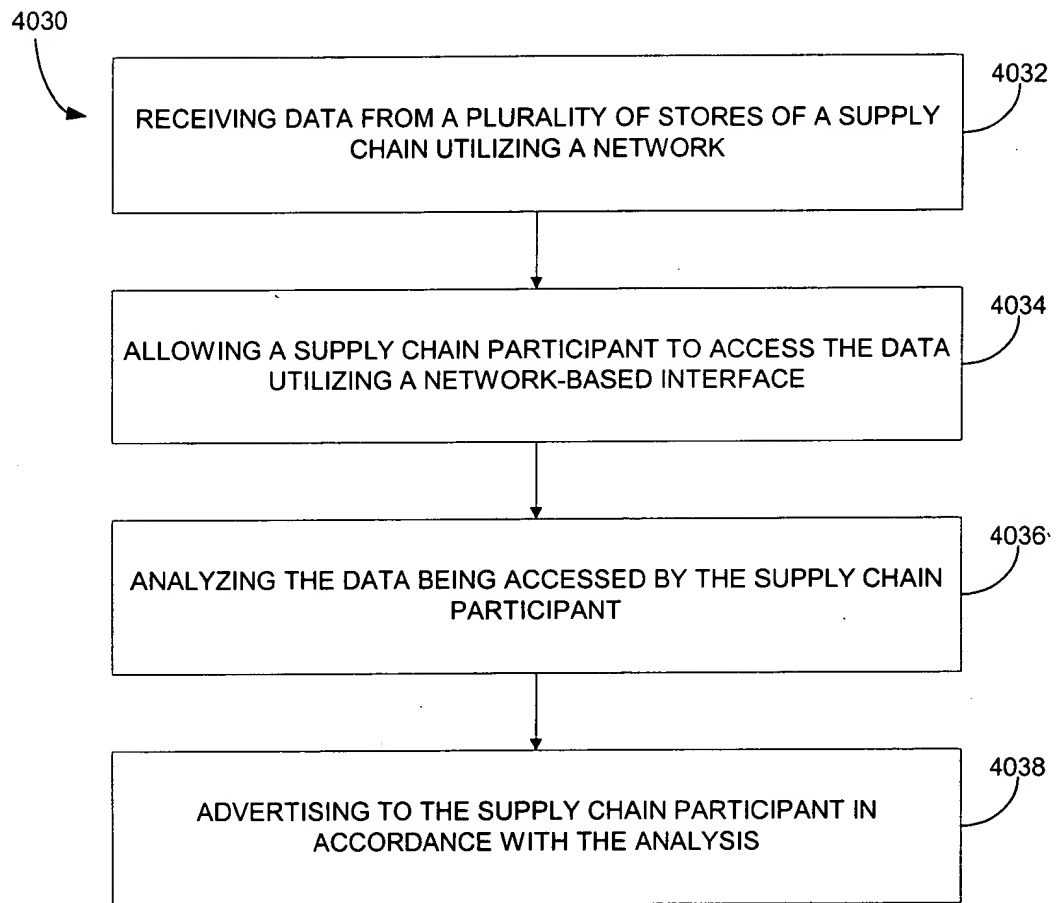 4030
4032
RECEIVING DATA FROM A PLURALITY OF STORES OF A SUPPLY
CHAIN UTILIZING A NETWORK
4034
ALLOWING A SUPPLY CHAIN PARTICIPANT TO ACCESS THE DATA
UTILIZING A NETWORK-BASED INTERFACE
4036
ANALYZING THE DATA BEING ACCESSED BY THE SUPPLY CHAIN
PARTICIPANT
4038
ADVERTISING TO THE SUPPLY CHAIN PARTICIPANT IN
ACCORDANCE WITH THE ANALYSIS